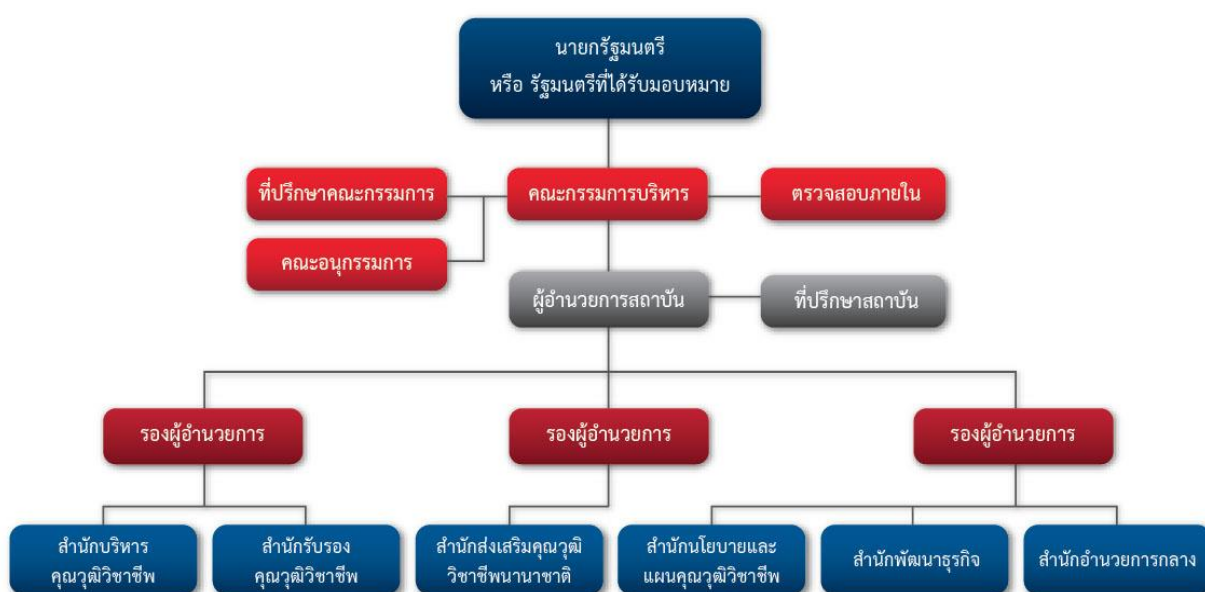 นายกรัฐมนตรี
หรือ รัฐมนตรีที่ได้รับมอบหมาย
ที่ปรึกษาคณะกรรมการ
คณะกรรมการบริหาร
ตรวจสอบภายใน
คณะอนุกรรมการ
ผู้อำนวยการสถาบัน
ที่ปรึกษาสถาบัน
รองผู้อำนวยการ
รองผู้อำนวยการ
รองผู้อำนวยการ
สำนักบริหาร
คุณวุฒิวิชาชีพ
สำนักรับรอง
คุณวุฒิวิชาชีพ
สำนักส่งเสริมคุณวุฒิ
วิชาชีพนานาชาติ
สำนักนโยบายและ
แผนคุณวุฒิวิชาชีพ
สำนักพัฒนาธุรกิจ
สำนักอำนวยการกลาง